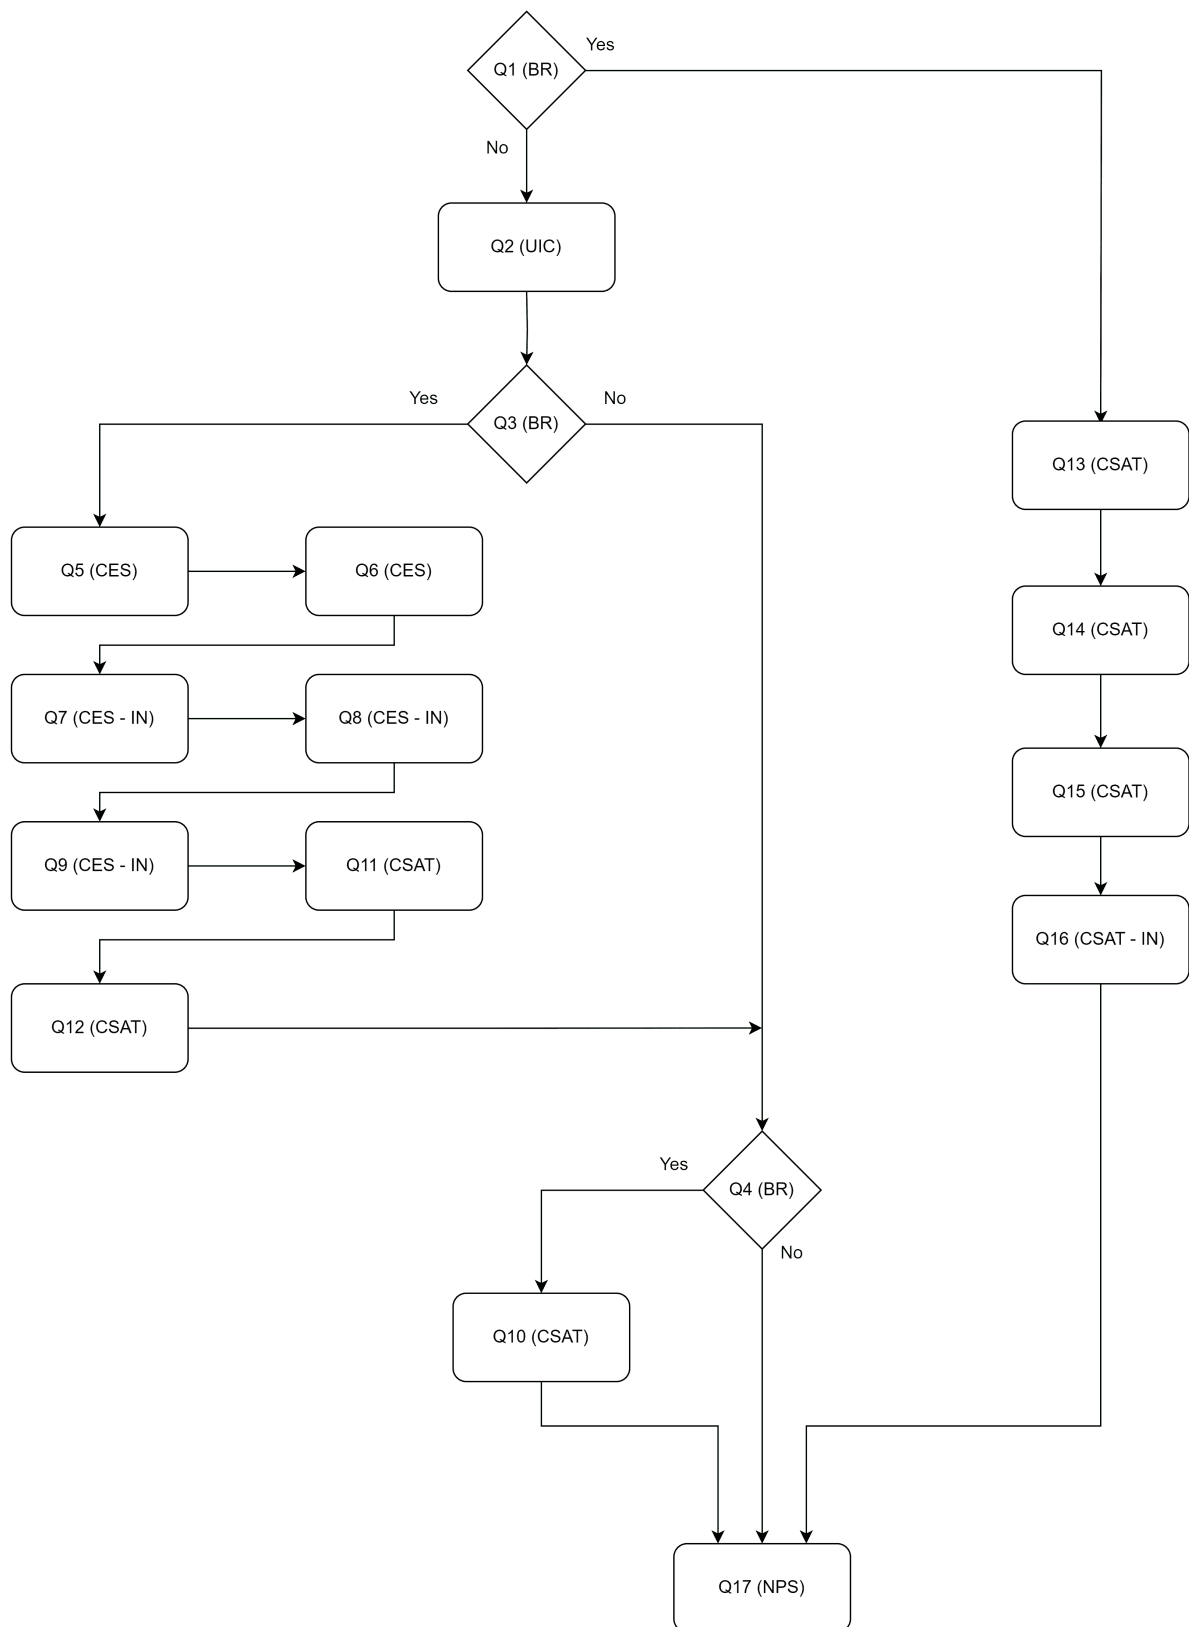 Yes
Q1 (BR)
No
Q2 (UIC)
Yes
No
Q3 (BR)
Q13 (CSAT)
Q5 (CES)
Q6 (CES)
Q14 (CSAT)
Q7 (CES - IN)
Q8 (CES - IN)
Q15 (CSAT)
Q9 (CES - IN)
Q11 (CSAT)
Q16 (CSAT - IN)
Q12 (CSAT)
Yes
Q4 (BR)
No
Q10 (CSAT)
Q17 (NPS)